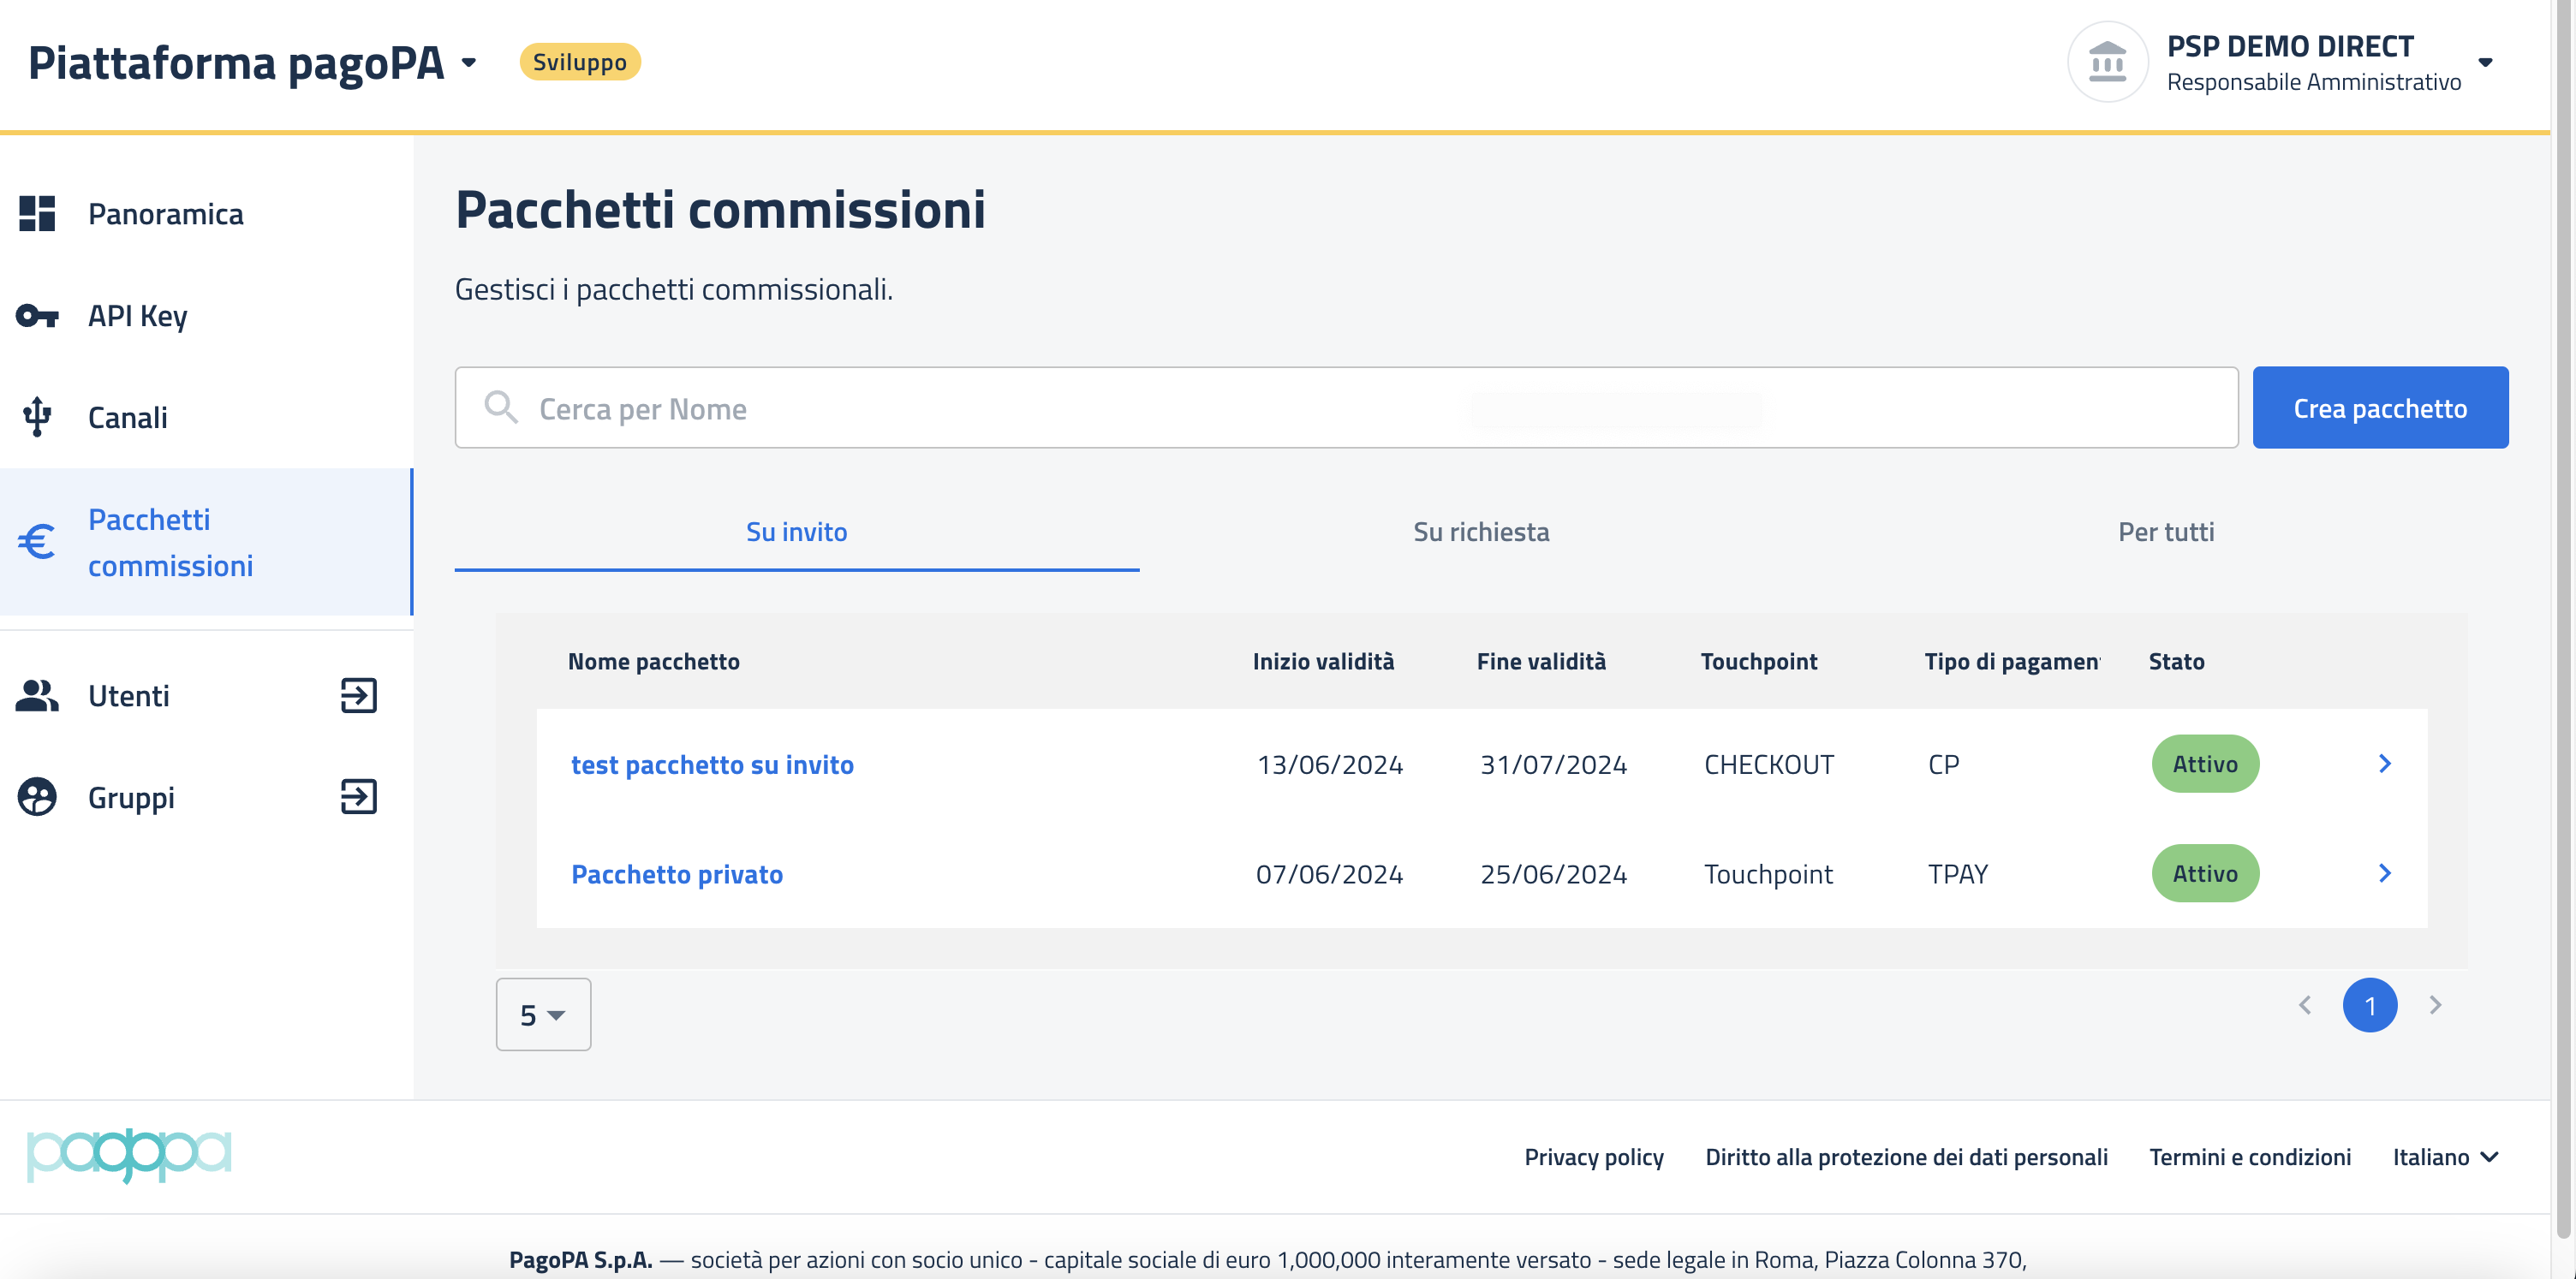 Piattaforma pagoPA
Sviluppo
PSP DEMO DIRECT
Responsabile Amministrativo
Panoramica
API Key
Canali
Pacchetti
commissioni
Utenti
Gruppi
Pacchetti commissioni
Gestisci i pacchetti commissionali.
Cerca per Nome
Crea pacchetto
Su invito Su richiesta Per tutti
Nome pacchetto Inizio validità Fine validità Touchpoint Tipo di pagamen Stato
test pacchetto su invito 13/06/2024 31/07/2024 CHECKOUT CP Attivo
Pacchetto privato 07/06/2024 25/06/2024 Touchpoint TPAY Attivo
5
1
pagopa
Privacy policy Diritto alla protezione dei dati personali Termini e condizioni Italiano
PagoPA S.p.A. — società per azioni con socio unico - capitale sociale di euro 1,000,000 interamente versato - sede legale in Roma, Piazza Colonna 370,